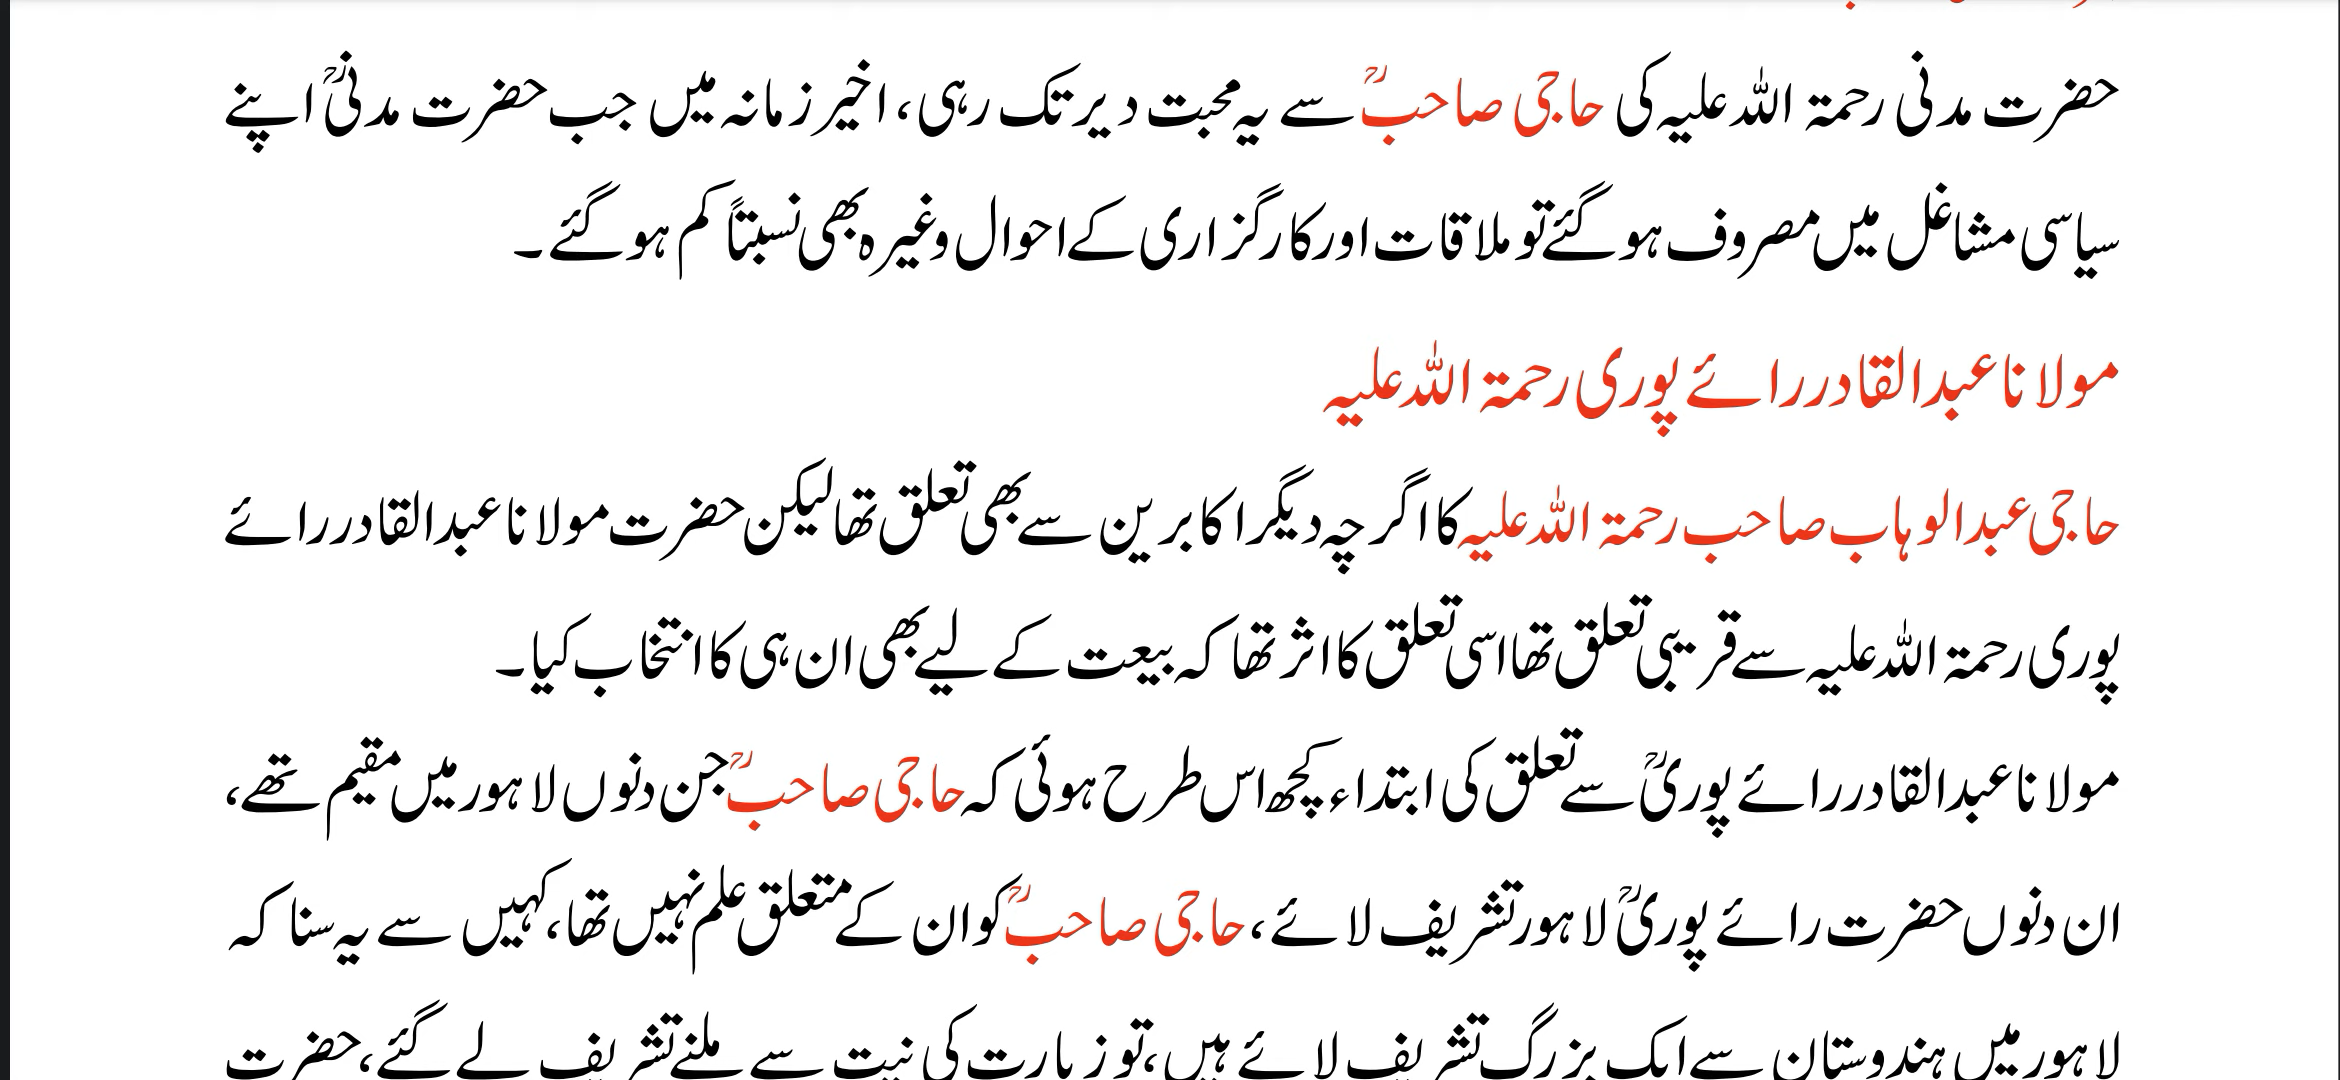 حضرت مدنی رحمۃ اللہ علیہ کی حاجی صاحبؒ سے یہ محبت دیر تک رہی، اخیر زمانہ میں جب حضرت مدنیؒ اپنے
سیاسی مشاغل میں مصروف ہوگئے تو ملاقات اور کارگزاری کے احوال وغیرہ بھی نسبتاً کم ہوگئے۔
مولانا عبدالقادر رائے پوری رحمۃ اللہ علیہ
حاجی عبدالوہاب صاحب رحمۃ اللہ علیہ کا اگر چہ دیگر اکابرین سے بھی تعلق تھا لیکن حضرت مولانا عبدالقادر رائے
پوری رحمۃ اللہ علیہ سے قریبی تعلق تھا اسی تعلق کا اثر تھا کہ بیعت کے لیے بھی ان ہی کا انتخاب کیا۔
مولانا عبدالقادر رائے پوریؒ سے تعلق کی ابتداء کچھ اس طرح ہوئی کہ حاجی صاحبؒ جن دنوں لاہور میں مقیم تھے،
ان دنوں حضرت رائے پوریؒ لاہور تشریف لائے، حاجی صاحبؒ کو ان کے متعلق علم نہیں تھا، کہیں سے یہ سنا کہ
لاہور میں ہندوستان سے ایک بزرگ تشریف لائے ہیں، تو زیارت کی نیت سے ملنے تشریف لے گئے، حضرت